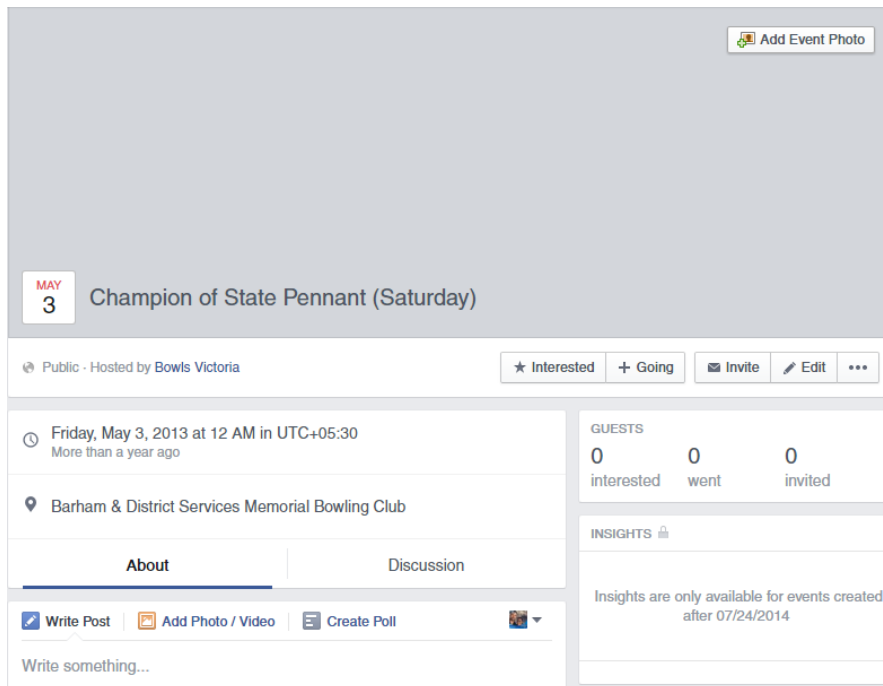 Add Event Photo
MAY
3
Champion of State Pennant (Saturday)
Public · Hosted by Bowls Victoria
Interested
Going
Invite
Edit
Friday, May 3, 2013 at 12 AM in UTC+05:30
More than a year ago
Barham & District Services Memorial Bowling Club
About
Discussion
Write Post
Add Photo / Video
Create Poll
Write something...
GUESTS
0 0 0
interested went invited
INSIGHTS
Insights are only available for events created
after 07/24/2014